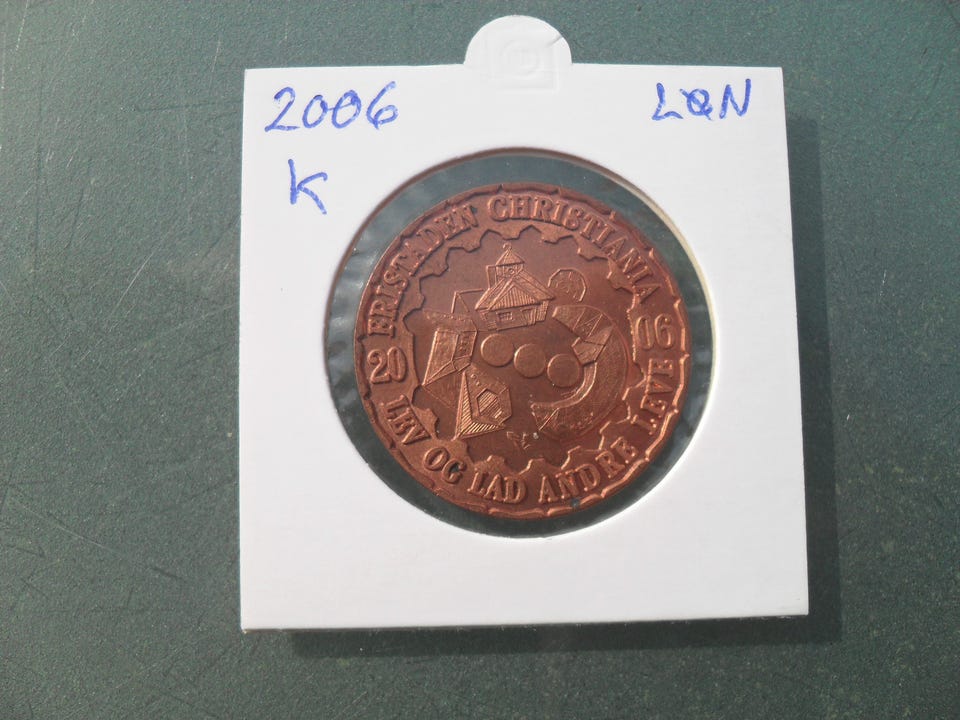 2006
LØN
K
FRISTADEN CHRISTIANIA
20 06
LEV OG LAD ANDRE LEVE